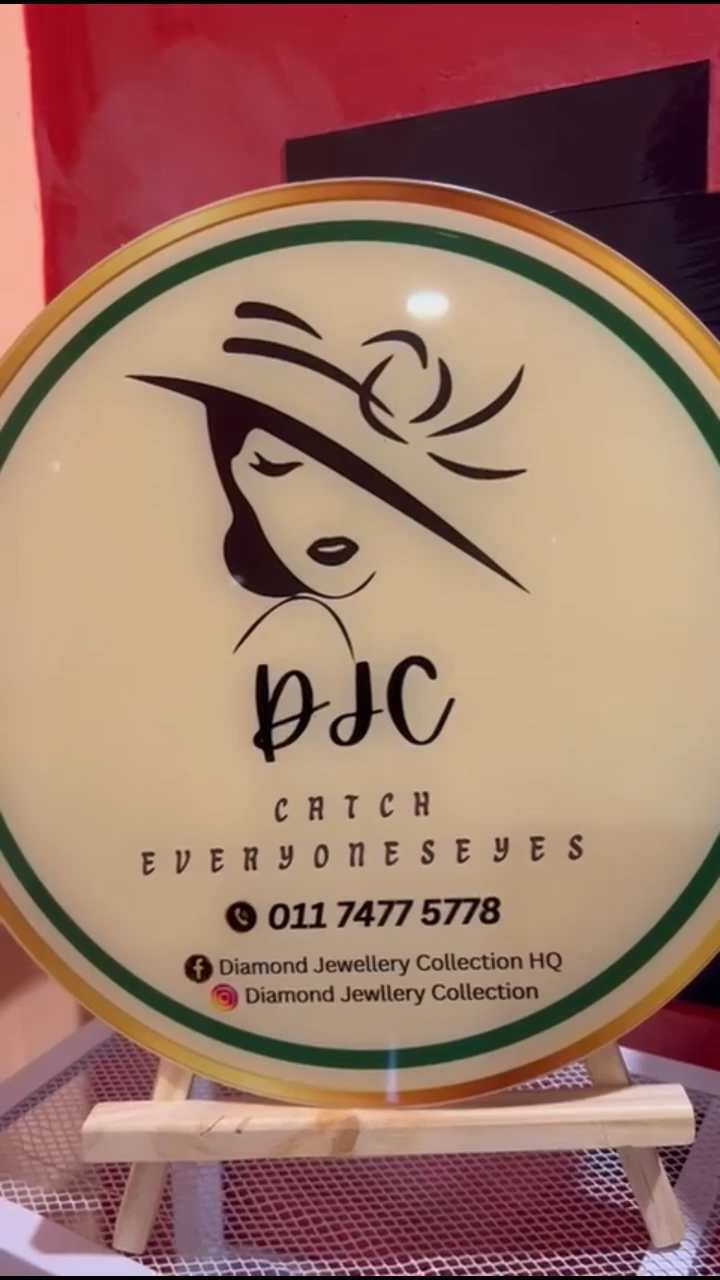 DJC
CATCH
EVERYONESEYES
011 7477 5778
Diamond Jewellery Collection HQ
Diamond Jewllery Collection